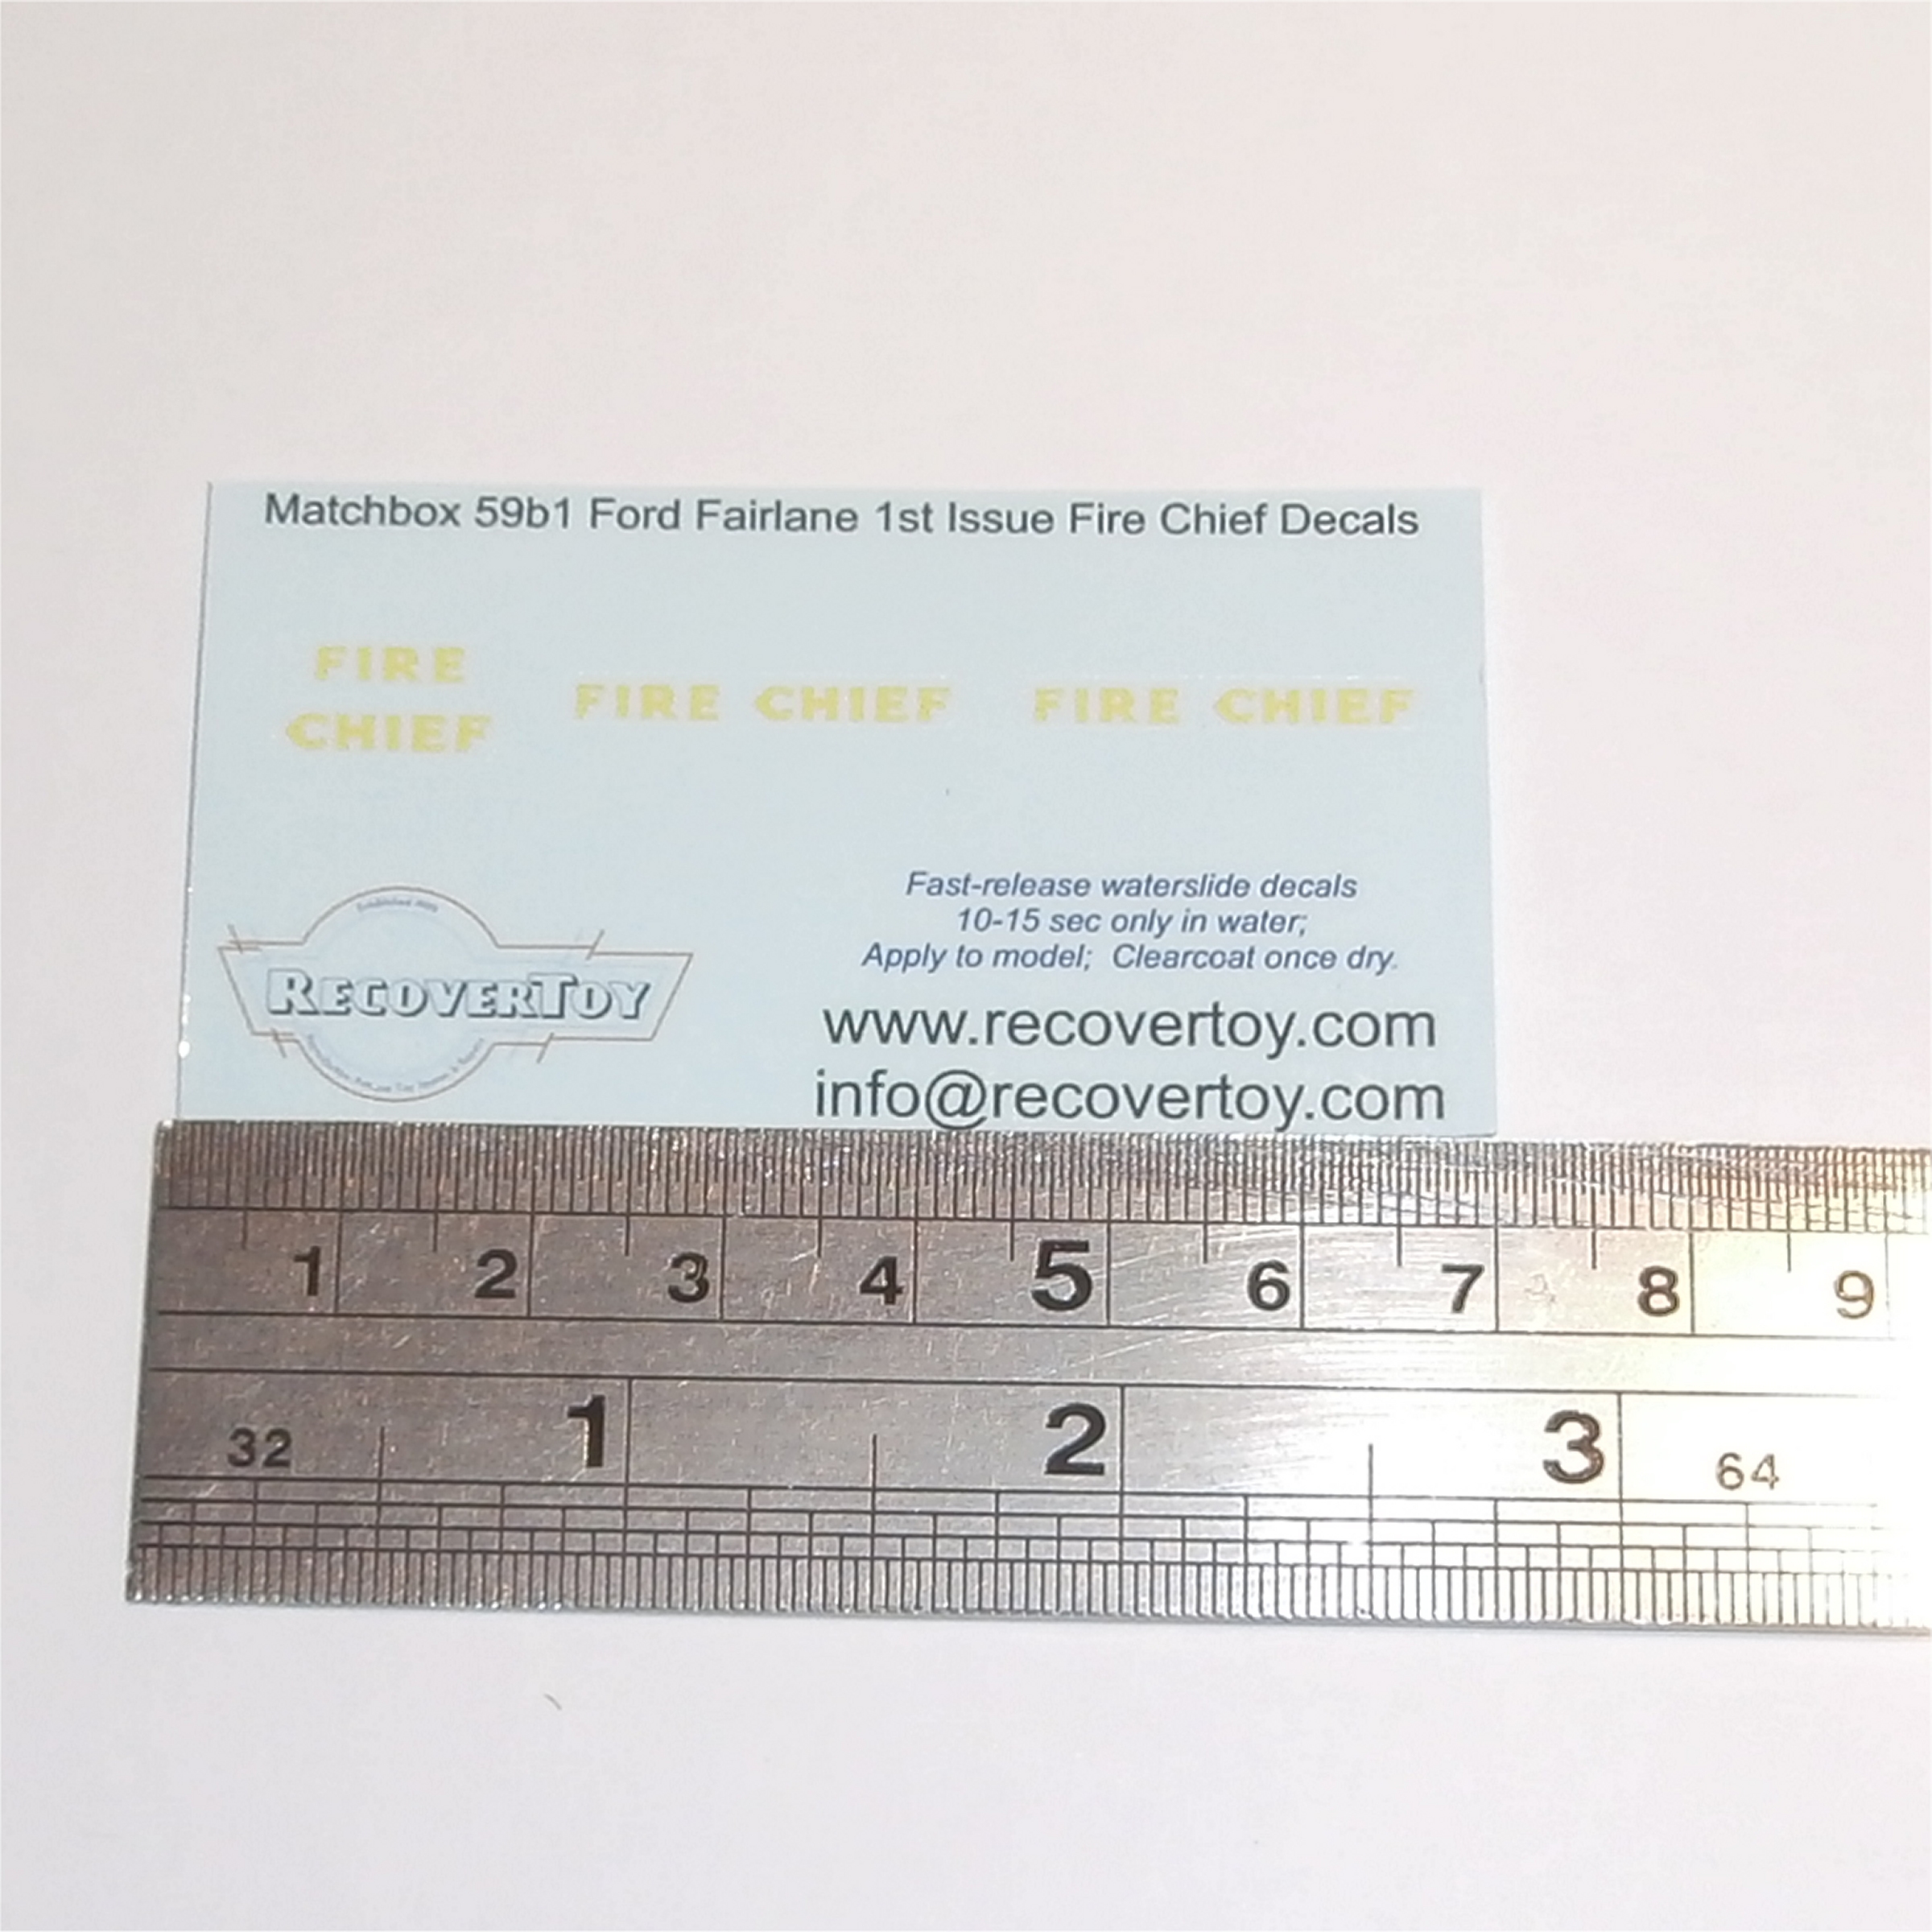 Matchbox 59b1 Ford Fairlane 1st Issue Fire Chief Decals
FIRE
CHIEF
FIRE CHIEF
FIRE CHIEF
RECOVERTOY
Fast-release waterslide decals
10-15 sec only in water;
Apply to model; Clearcoat once dry.
www.recovertoy.com
info@recovertoy.com
1 2 3 4 5 6 7 8 9
32 1 2 3 64